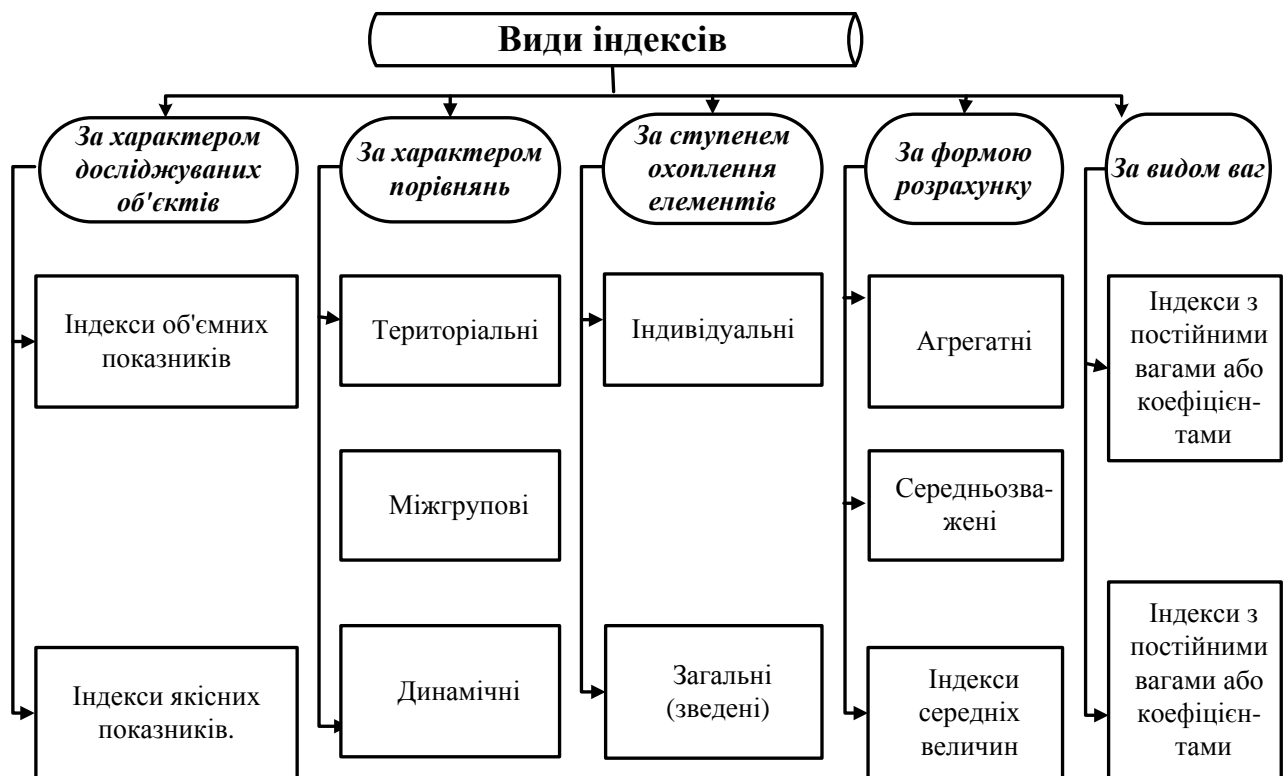 Види індексів
За характером
досліджуваних
об'єктів
За характером
порівнянь
За ступенем
охоплення
елементів
За формою
розрахунку
За видом ваг
Індекси об'ємних
показників
Територіальні
Індивідуальні
Агрегатні
Індекси з
постійними
вагами або
коефіцієн-
тами
Міжгрупові
Середньозва-
жені
Індекси якісних
показників.
Динамічні
Загальні
(зведені)
Індекси
середніх
величин
Індекси з
постійними
вагами або
коефіцієн-
тами